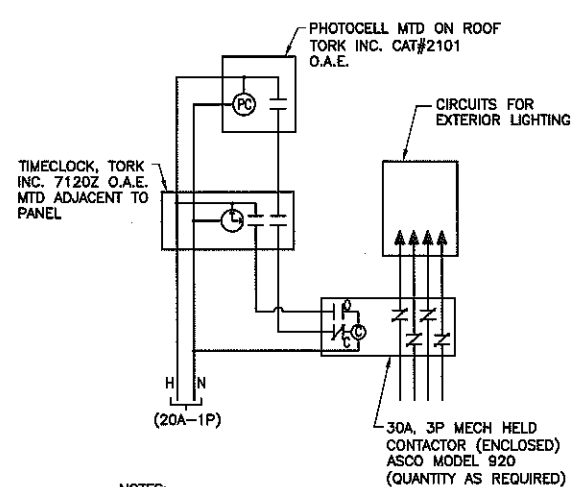 PHOTOCELL MTD ON ROOF
TORK INC. CAT#2101
O.A.E.
PC
CIRCUITS FOR
EXTERIOR LIGHTING
TIMECLOCK, TORK
INC. 7120Z O.A.E.
MTD ADJACENT TO
PANEL
O
C
C
H N
(20A-1P)
30A, 3P MECH HELD
CONTACTOR (ENCLOSED)
ASCO MODEL 920
(QUANTITY AS REQUIRED)
NOTES: